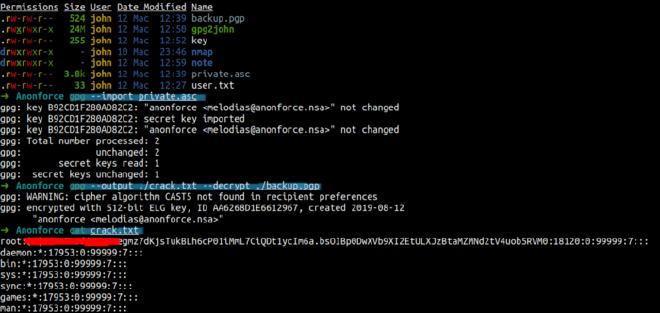 Permissions Size User Date Modified Name
.rw-rw-r-- 524 john 12 Mac 12:39 backup.pgp
.rwxrwxr-x 24M john 12 Mac 12:50 gpg2john
.rw-rw-r-- 255 john 12 Mac 12:52 key
drwxrwxr-x - john 10 Mac 23:46 nmap
drwxrwxr-x - john 12 Mac 12:59 note
.rw-rw-r-- 3.8k john 12 Mac 12:39 private.asc
.rw-rw-r-- 33 john 12 Mac 12:27 user.txt
➜ Anonforce gpg --import private.asc
gpg: key B92CD1F280AD82C2: "anonforce <melodias@anonforce.nsa>" not changed
gpg: key B92CD1F280AD82C2: secret key imported
gpg: key B92CD1F280AD82C2: "anonforce <melodias@anonforce.nsa>" not changed
gpg: Total number processed: 2
gpg: unchanged: 2
gpg: secret keys read: 1
gpg: secret keys unchanged: 1
➜ Anonforce gpg --output ./crack.txt --decrypt ./backup.pgp
gpg: WARNING: cipher algorithm CAST5 not found in recipient preferences
gpg: encrypted with 512-bit ELG key, ID AA6268D1E6612967, created 2019-08-12
"anonforce <melodias@anonforce.nsa>"
➜ Anonforce cat crack.txt
root:
:18120:0:99999:7:::
daemon:*:17953:0:99999:7:::
bin:*:17953:0:99999:7:::
sys:*:17953:0:99999:7:::
sync:*:17953:0:99999:7:::
games:*:17953:0:99999:7:::
man:*:17953:0:99999:7:::